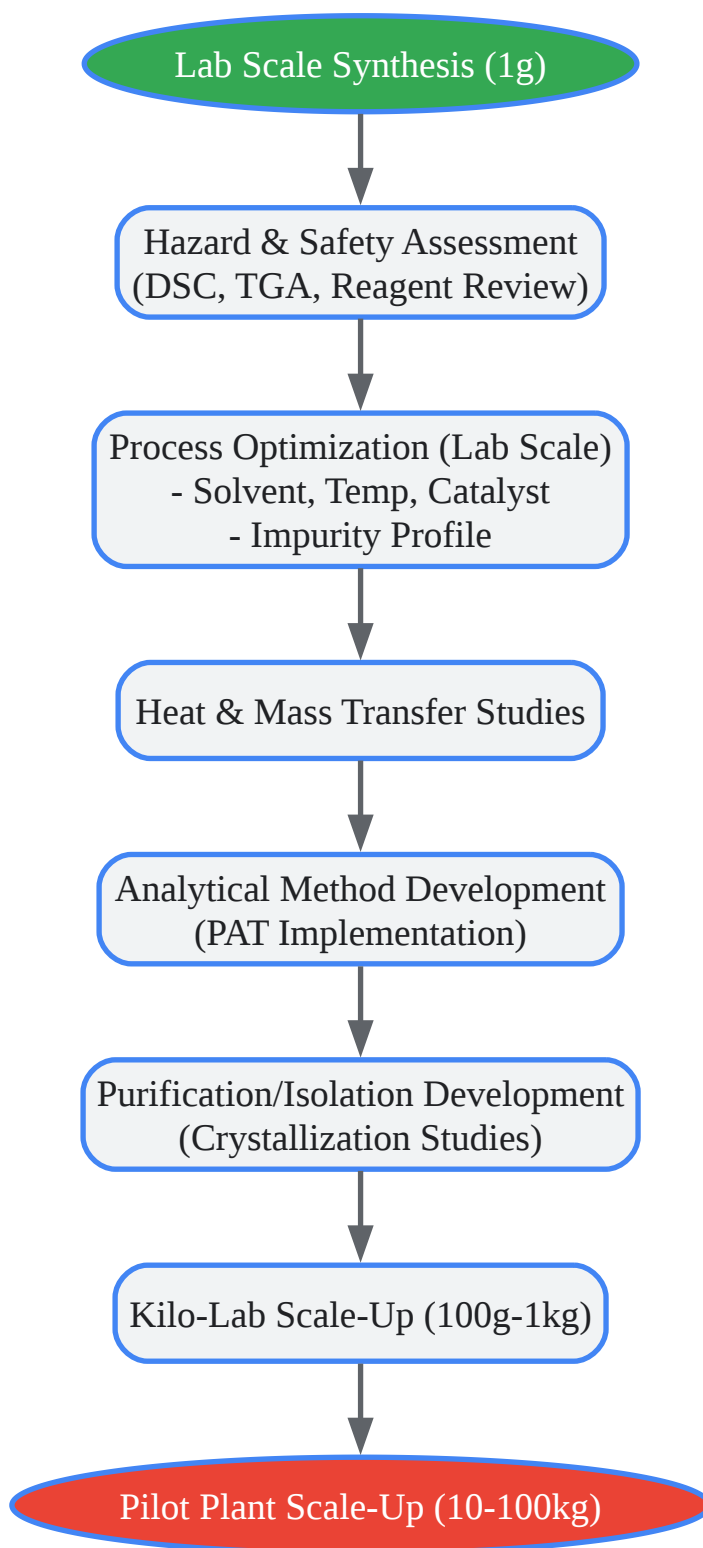 Lab Scale Synthesis (1g)
Hazard & Safety Assessment
(DSC, TGA, Reagent Review)
Process Optimization (Lab Scale)
- Solvent, Temp, Catalyst
- Impurity Profile
Heat & Mass Transfer Studies
Analytical Method Development
(PAT Implementation)
Purification/Isolation Development
(Crystallization Studies)
Kilo-Lab Scale-Up (100g-1kg)
Pilot Plant Scale-Up (10-100kg)